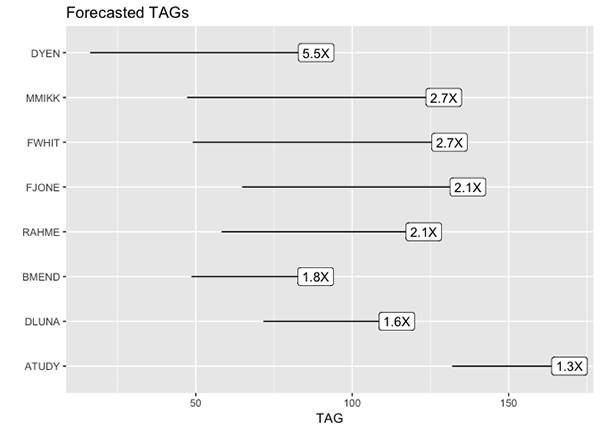 Forecasted TAGs
DYEN 5.5X
MMIKK 2.7X
FWHIT 2.7X
FJONE 2.1X
RAHME 2.1X
BMEND 1.8X
DLUNA 1.6X
ATUDY 1.3X
50 100 150
TAG